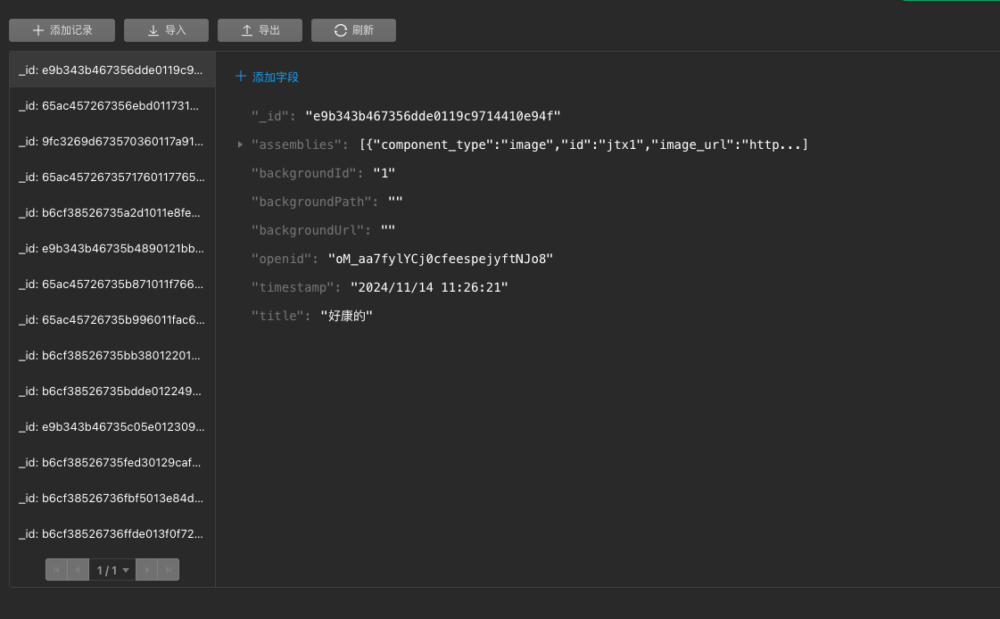 添加记录 导入 导出 刷新
_id: e9b343b467356dde0119c9...
_id: 65ac457267356ebd011731...
_id: 9fc3269d673570360117a91...
_id: 65ac4572673571760117765...
_id: b6cf38526735a2d1011e8fe...
_id: e9b343b46735b4890121bb...
_id: 65ac45726735b871011f766...
_id: 65ac45726735b996011fac6...
_id: b6cf38526735bb38012201...
_id: b6cf38526735bdde012249...
_id: e9b343b46735c05e012309...
_id: b6cf38526735fed30129caf...
_id: b6cf38526736fbf5013e84d...
_id: b6cf38526736ffde013f0f72...
1 / 1
添加字段
"_id": "e9b343b467356dde0119c9714410e94f"
"assemblies": [{"component_type":"image","id":"jtx1","image_url":"http...]
"backgroundId": "1"
"backgroundPath": ""
"backgroundUrl": ""
"openid": "oM_aa7fylYCj0cfeespejyftNJo8"
"timestamp": "2024/11/14 11:26:21"
"title": "好康的"